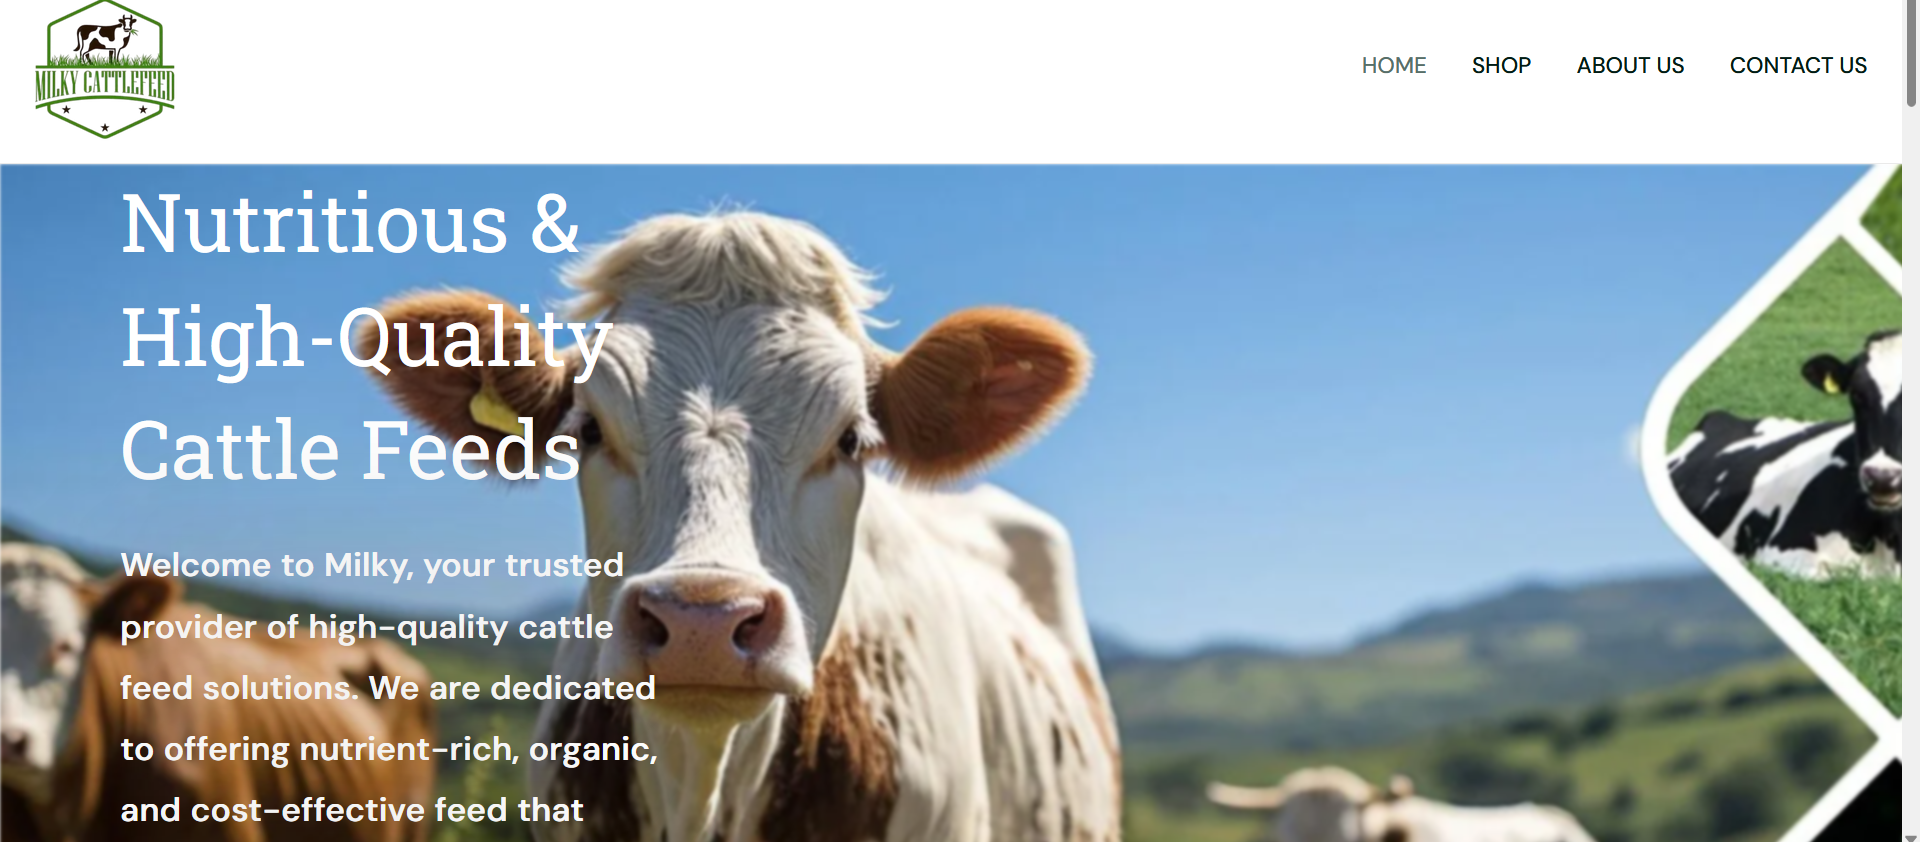 MILKY CATTLEFEED
HOME SHOP ABOUT US CONTACT US
Nutritious &
High-Quality
Cattle Feeds
Welcome to Milky, your trusted
provider of high-quality cattle
feed solutions. We are dedicated
to offering nutrient-rich, organic,
and cost-effective feed that